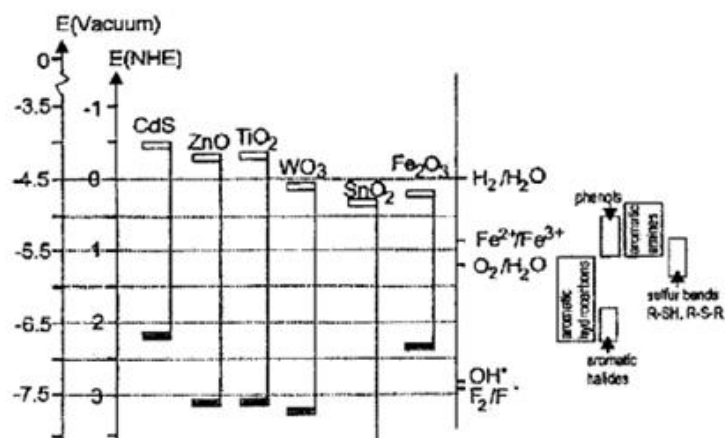 E(Vacuum)
0
E(NHE)
-3.5
-1
CdS
ZnO
TiO2
WO3
Fe2O3
SnO2
-4.5
0
H2/H2O
phenols
aromatic
amines
-5.5
1
Fe2+/Fe3+
O2/H2O
aromatic
hydrocarbons
sulfur bends
R-SH, R-S-R
-6.5
2
aromatic
halides
-7.5
3
OH•
F2/F-